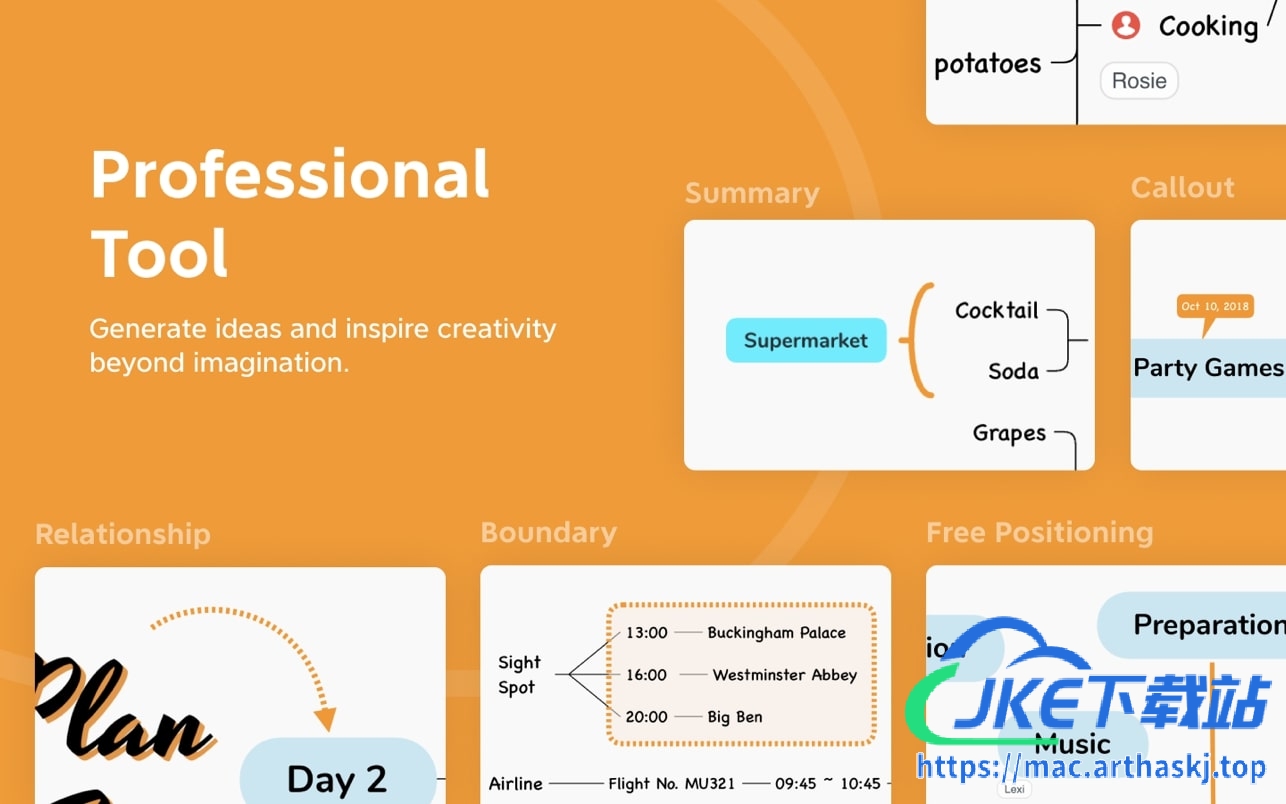 Professional
Tool
Generate ideas and inspire creativity
beyond imagination.
potatoes
Cooking
Rosie
Summary
Supermarket
Cocktail
Soda
Grapes
Callout
Oct 10, 2018
Party Games
Relationship
Plan
Day 2
Boundary
Sight
Spot
13:00 Buckingham Palace
16:00 Westminster Abbey
20:00 Big Ben
Airline Flight No. MU321 09:45 ~ 10:45
Free Positioning
Preparation
JKE下载站
Music
https://mac.arthaskj.top
Lexi